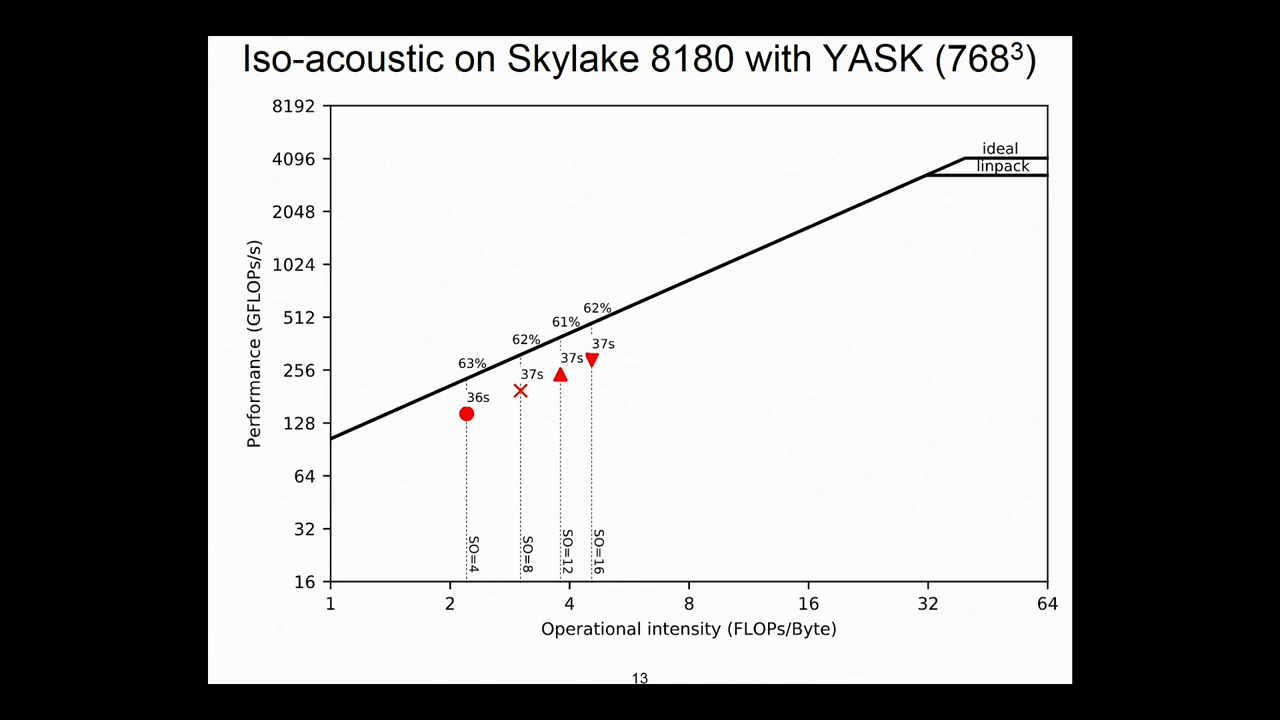 Iso-acoustic on Skylake 8180 with YASK (768³)
8192
4096
2048
1024
512
256
128
64
32
16
Performance (GFLOPs/s)
ideal
linpack
63%
62%
61%
62%
36s
37s
37s
37s
SO=4
SO=8
SO=12
SO=16
1 2 4 8 16 32 64
Operational intensity (FLOPs/Byte)
13